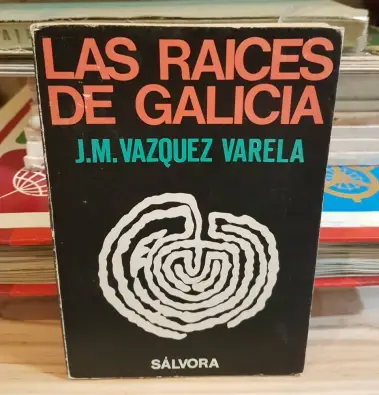 LAS RAICES
DE GALICIA
J.M. VAZQUEZ VARELA
SÁLVORA